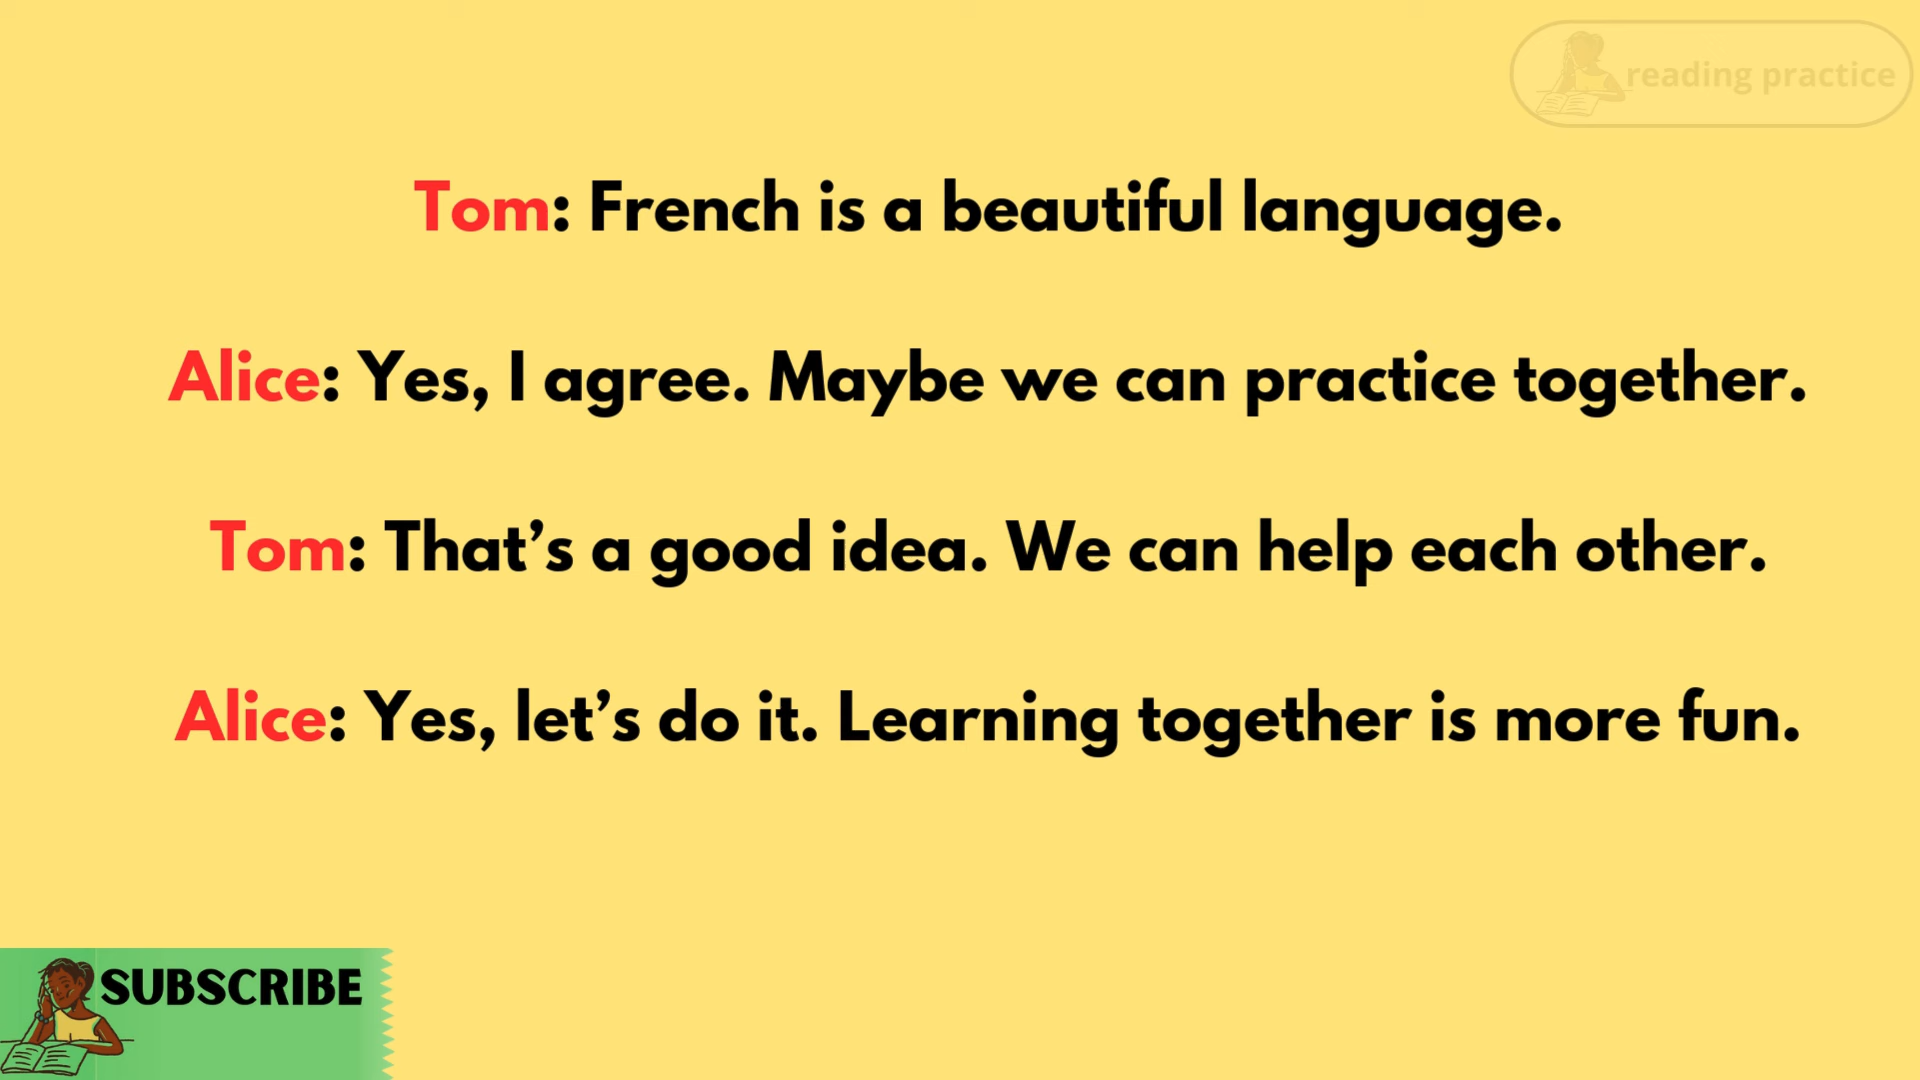 reading practice
Tom: French is a beautiful language.
Alice: Yes, I agree. Maybe we can practice together.
Tom: That’s a good idea. We can help each other.
Alice: Yes, let’s do it. Learning together is more fun.
SUBSCRIBE